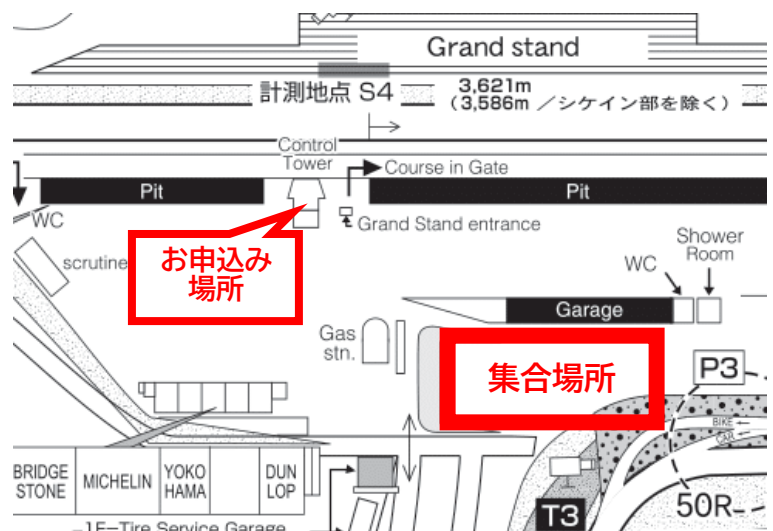 Grand stand
計測地点 S4
3,621m
(3,586m ／シケイン部を除く)
Control
Tower
Course in Gate
Pit
Pit
WC
Grand Stand entrance
scrutine
お申込み
場所
Shower
Room
WC
Garage
Gas
stn.
集合場所
P3
BIKE
CAR
BRIDGE
STONE
MICHELIN
YOKO
HAMA
DUN
LOP
T3
50R
1F-Tire Service Garage